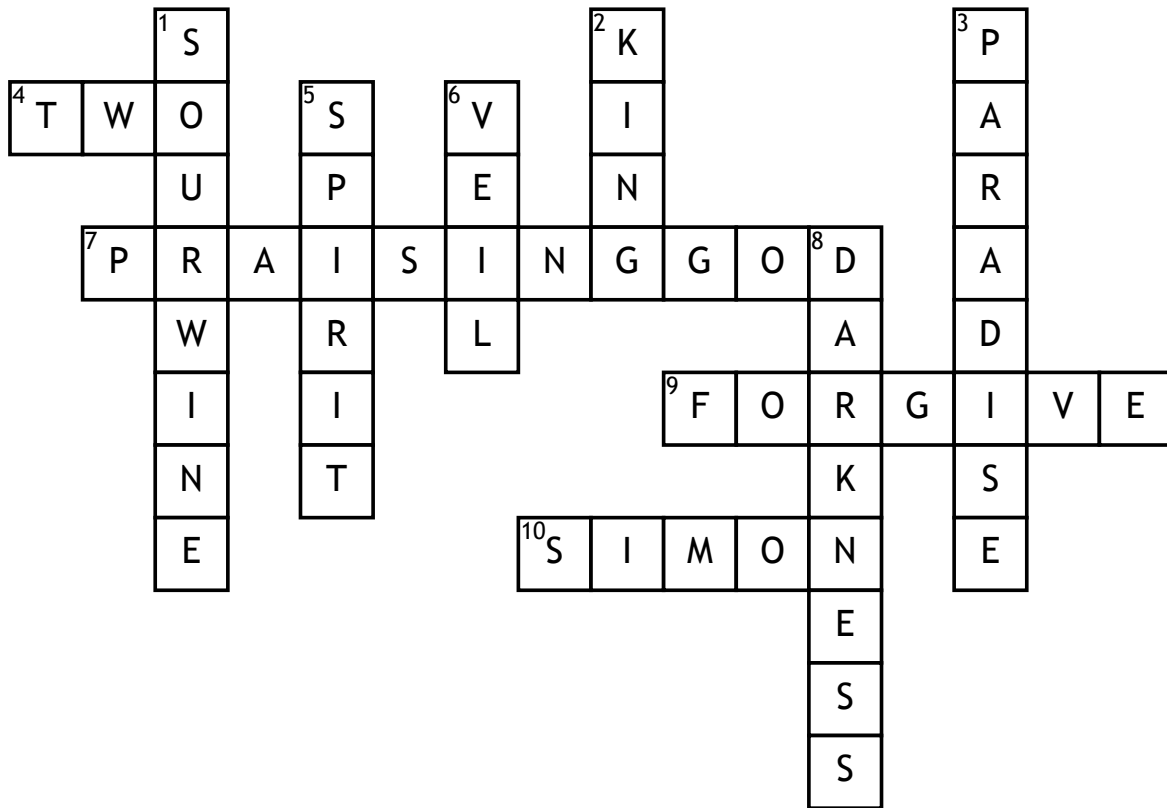 1 S 2 K 3 P
4 T W O 5 S 6 V I A
U P E N R
7 P R A I S I N G G O 8 D A
W R L A D
I I 9 F O R G I V E
N T K S
E 10 S I M O N E
E
S
S